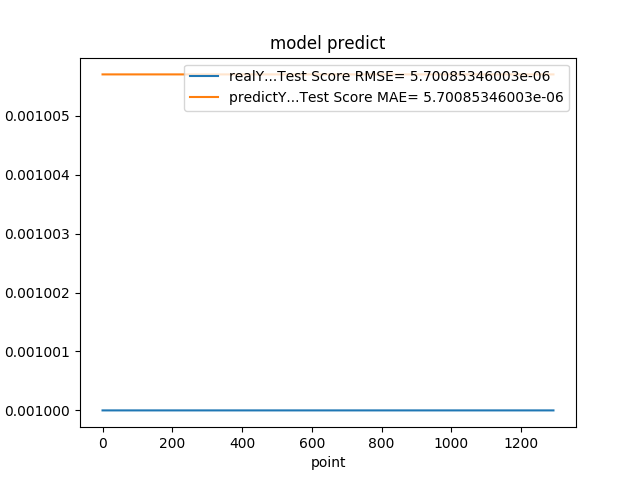 model predict
realY...Test Score RMSE= 5.70085346003e-06
predictY...Test Score MAE= 5.70085346003e-06
0.001005
0.001004
0.001003
0.001002
0.001001
0.001000
0 200 400 600 800 1000 1200
point